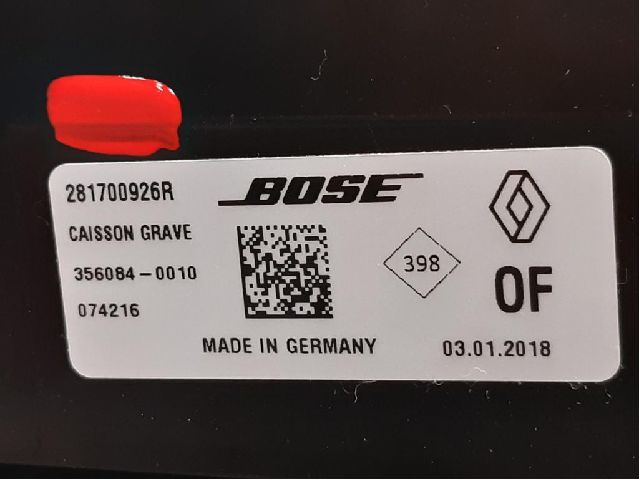 281700926R
BOSE
CAISSON GRAVE
356084-0010
398
OF
074216
MADE IN GERMANY
03.01.2018